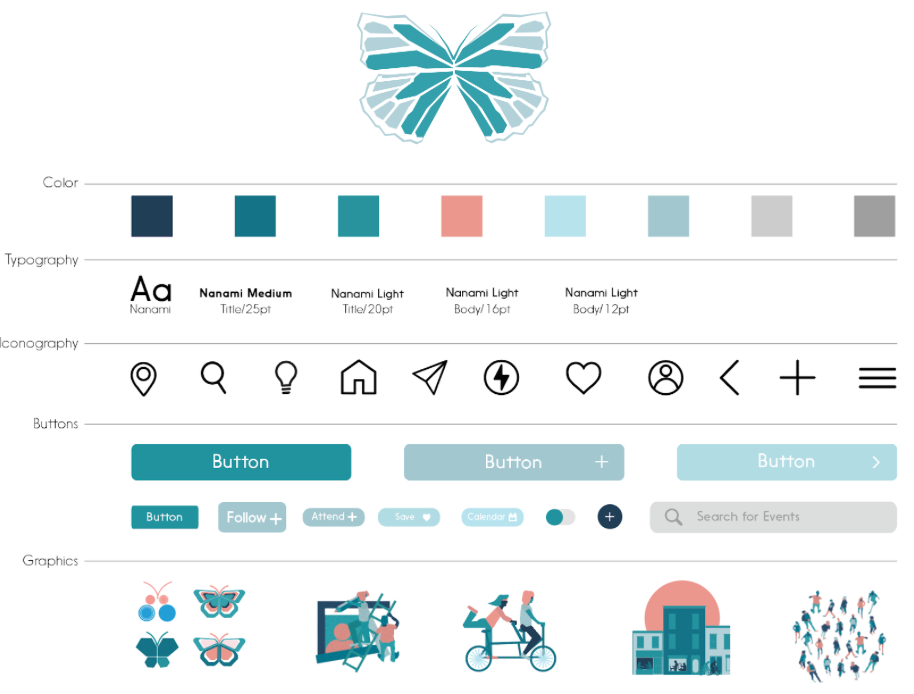 Color
Typography
Aa
Nanami
Nanami Medium
Title/25pt
Nanami Light
Title/20pt
Nanami Light
Body/16pt
Nanami Light
Body/12pt
Iconography
Buttons
Button
Button +
Button >
Button
Follow +
Attend +
Save
Calendar
+
Search for Events
Graphics